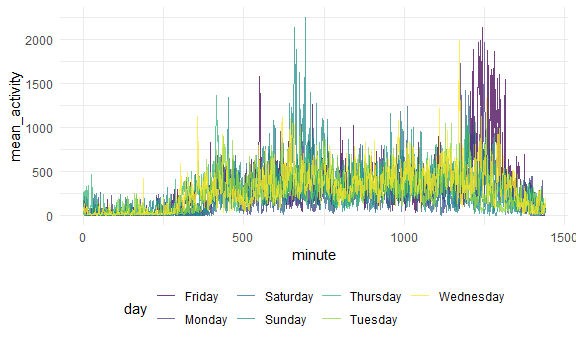 2000
1500
1000
500
0
mean_activity
0 500 1000 1500
minute
day
Friday Saturday Thursday Wednesday
Monday Sunday Tuesday